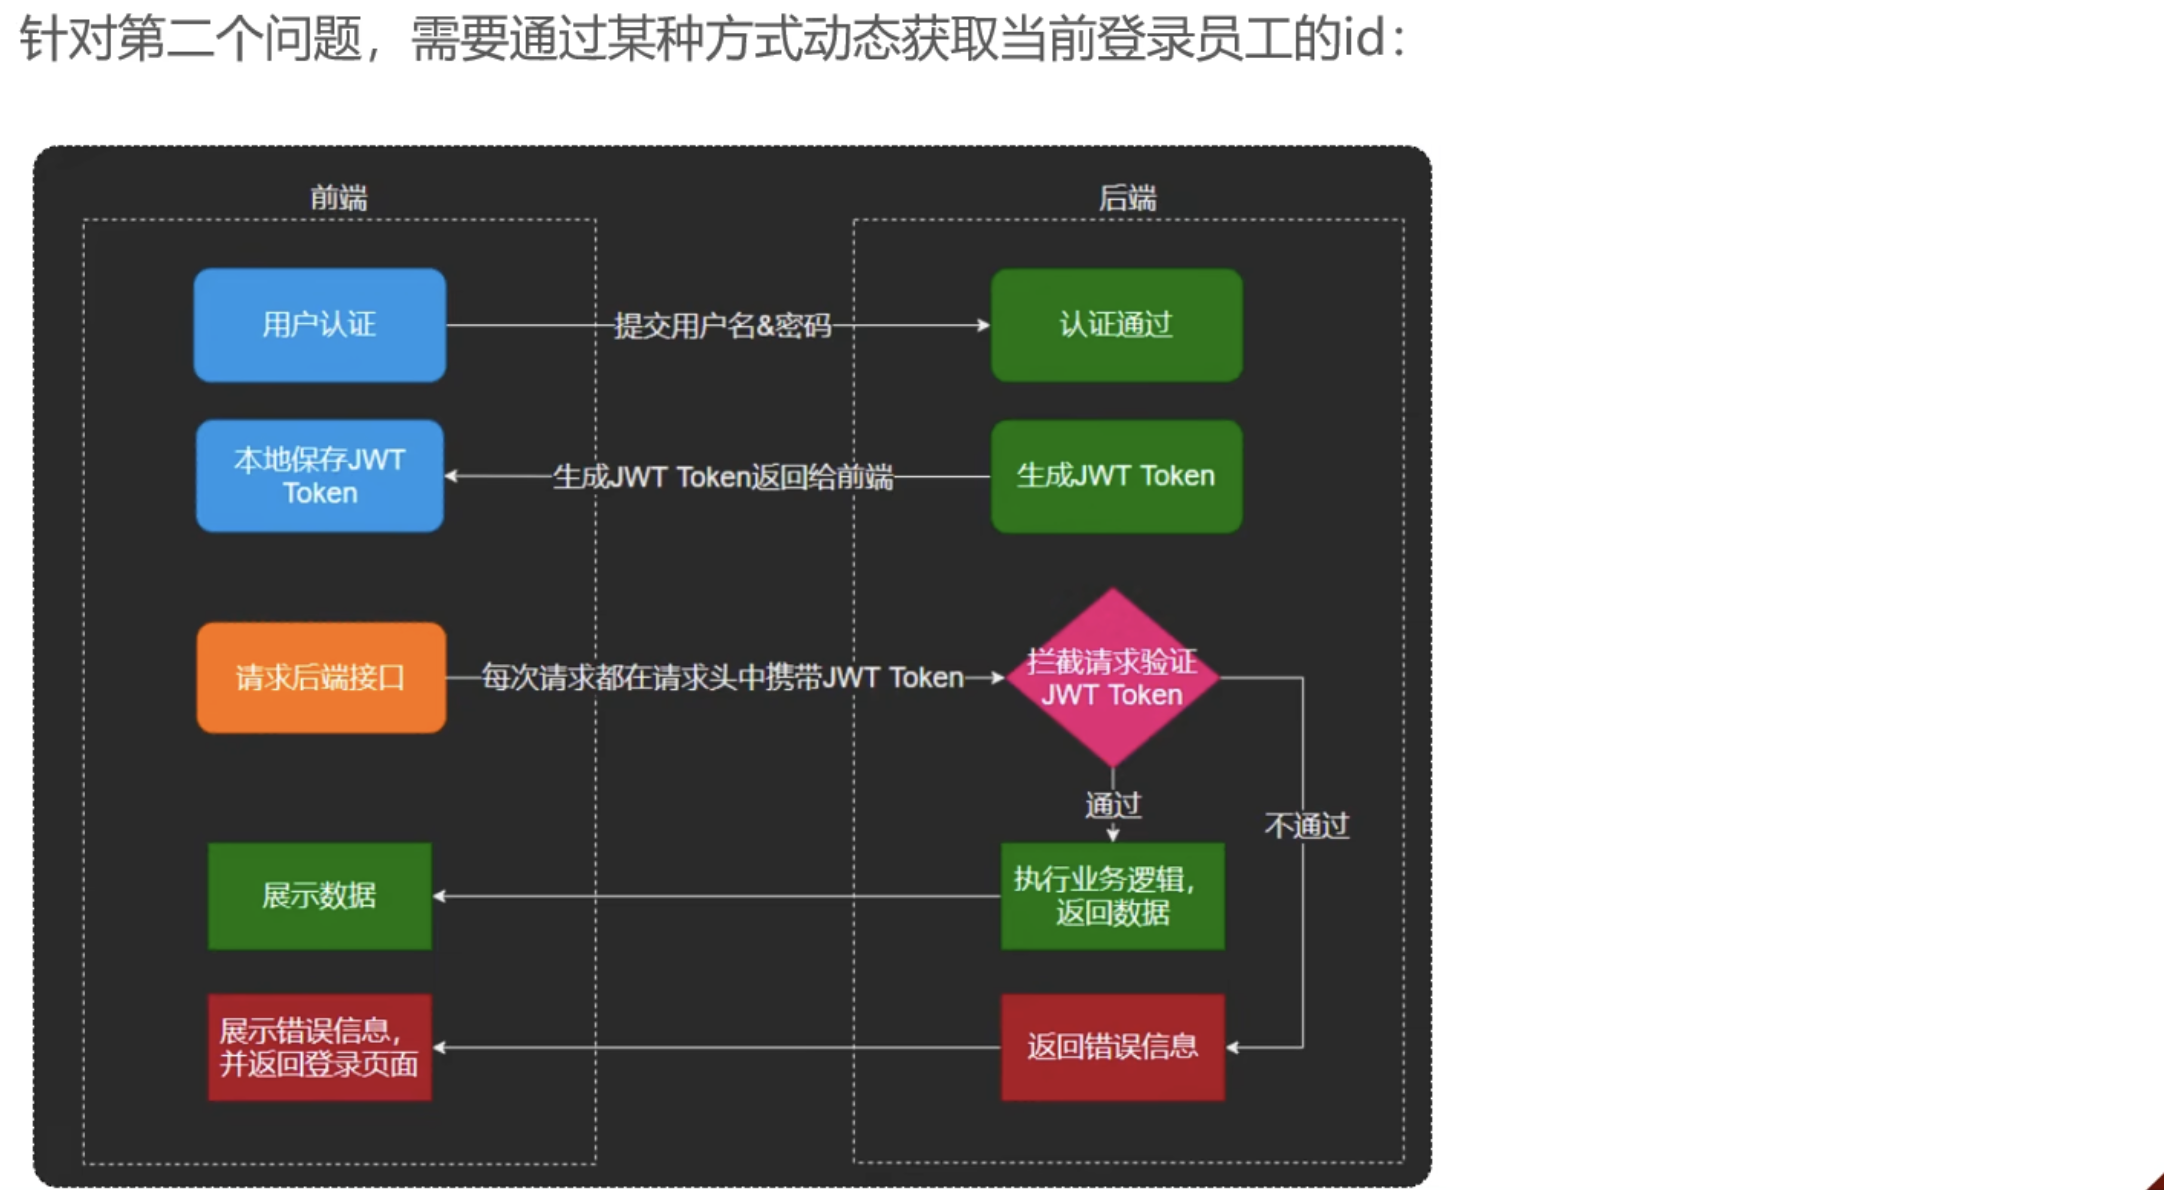 针对第二个问题，需要通过某种方式动态获取当前登录员工的id：
前端
后端
用户认证
提交用户名&密码
认证通过
本地保存JWT
Token
生成JWT Token返回给前端
生成JWT Token
请求后端接口
每次请求都在请求头中携带JWT Token
拦截请求验证
JWT Token
通过
不通过
展示数据
执行业务逻辑，
返回数据
展示错误信息，
并返回登录页面
返回错误信息